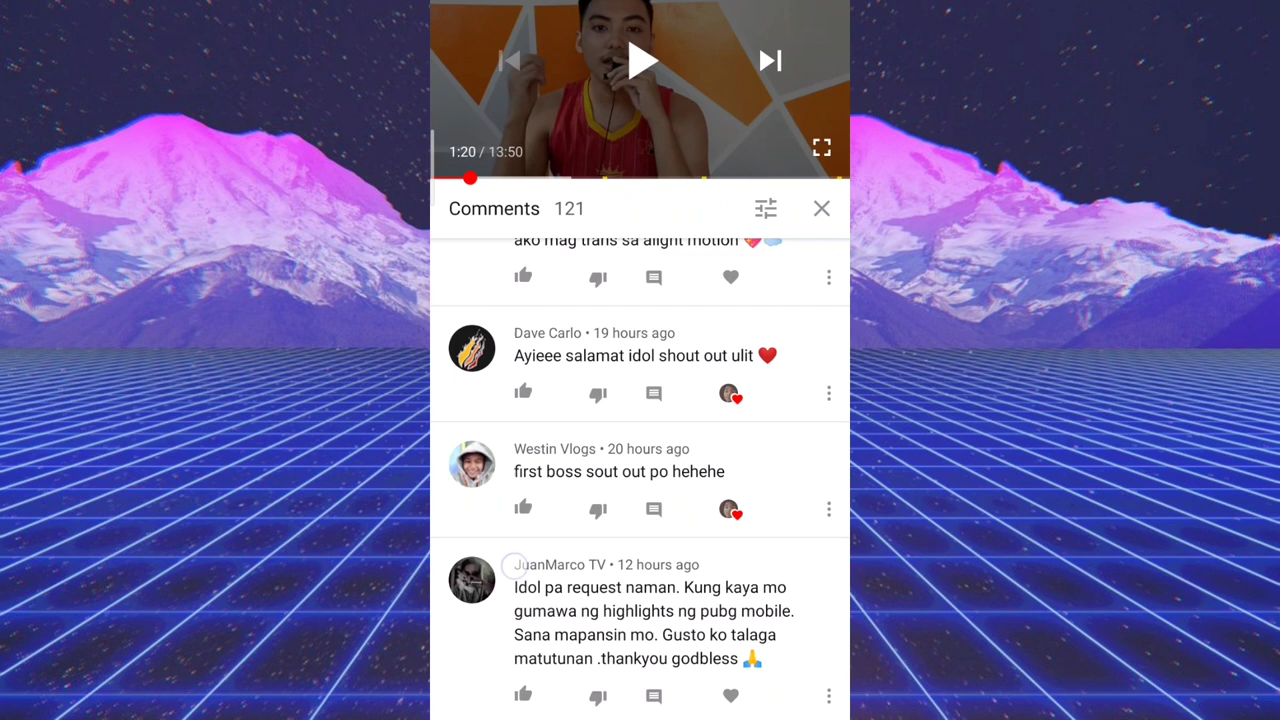 1:20 / 13:50
Comments 121
ako mag trans sa alight motion 💖
Dave Carlo • 19 hours ago
Ayieee salamat idol shout out ulit ❤️
Westin Vlogs • 20 hours ago
first boss sout out po hehehe
JuanMarco TV • 12 hours ago
Idol pa request naman. Kung kaya mo
gumawa ng highlights ng pubg mobile.
Sana mapansin mo. Gusto ko talaga
matutunan .thankyou godbless 🙏